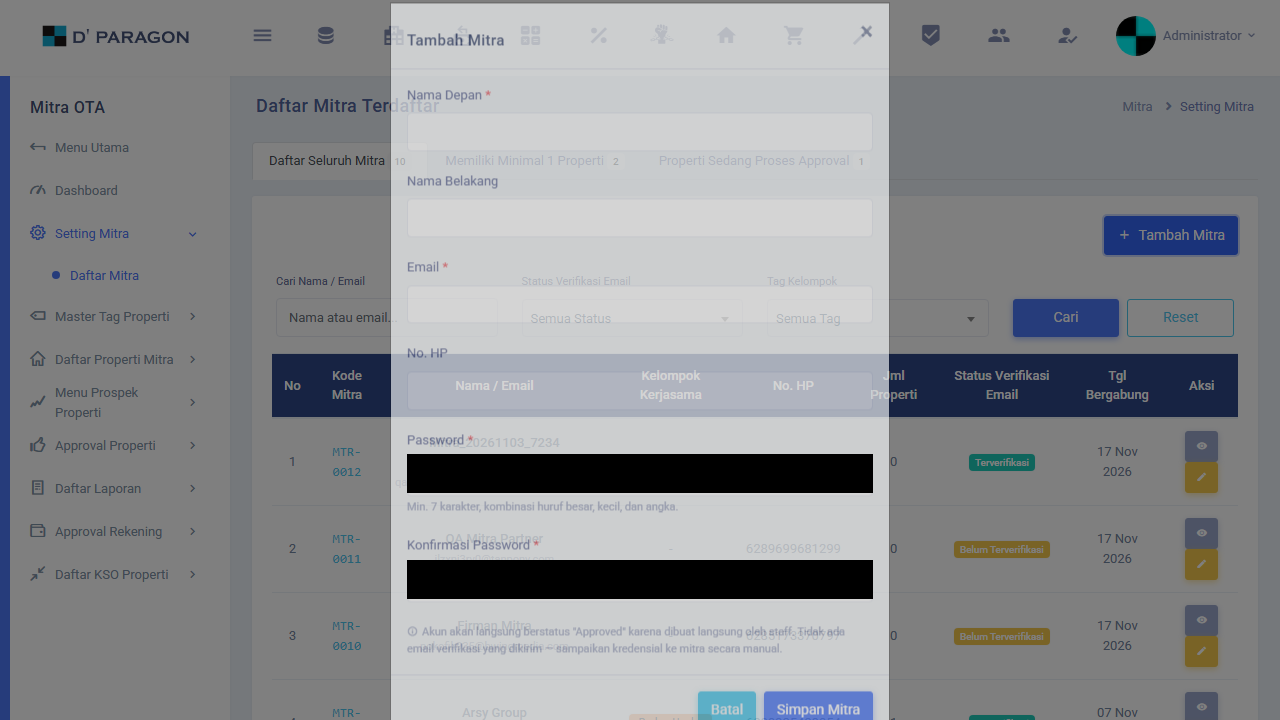 D' PARAGON
Administrator
Tambah Mitra
×
Mitra OTA
Menu Utama
Dashboard
Setting Mitra
Daftar Mitra
Master Tag Properti
Daftar Properti Mitra
Menu Prospek
Properti
Approval Properti
Daftar Laporan
Approval Rekening
Daftar KSO Properti
Daftar Mitra Terdaftar
Mitra > Setting Mitra
Daftar Seluruh Mitra 10
Memiliki Minimal 1 Properti 2
Properti Sedang Proses Approval 1
+ Tambah Mitra
Cari Nama / Email
Status Verifikasi Email
Tag Kelompok
Nama atau email...
Semua Status
Semua Tag
Cari
Reset
Nama Depan *
Nama Belakang
Email *
No. HP
Password *
Min. 7 karakter, kombinasi huruf besar, kecil, dan angka.
Konfirmasi Password *
Akun akan langsung berstatus "Approved" karena dibuat langsung oleh staff. Tidak ada
email verifikasi yang dikirim — sampaikan kredensial ke mitra secara manual.
Batal
Simpan Mitra
No
Kode
Mitra
Nama / Email
Kelompok
Kerjasama
No. HP
Jml
Properti
Status Verifikasi
Email
Tgl
Bergabung
Aksi
1
MTR-
0012
0
Terverifikasi
17 Nov
2026
2
MTR-
0011
QA Mitra Partner
-
6289699681299
0
Belum Terverifikasi
17 Nov
2026
3
MTR-
0010
Firman Mitra
0
Belum Terverifikasi
17 Nov
2026
MTR-
Arsy Group
07 Nov